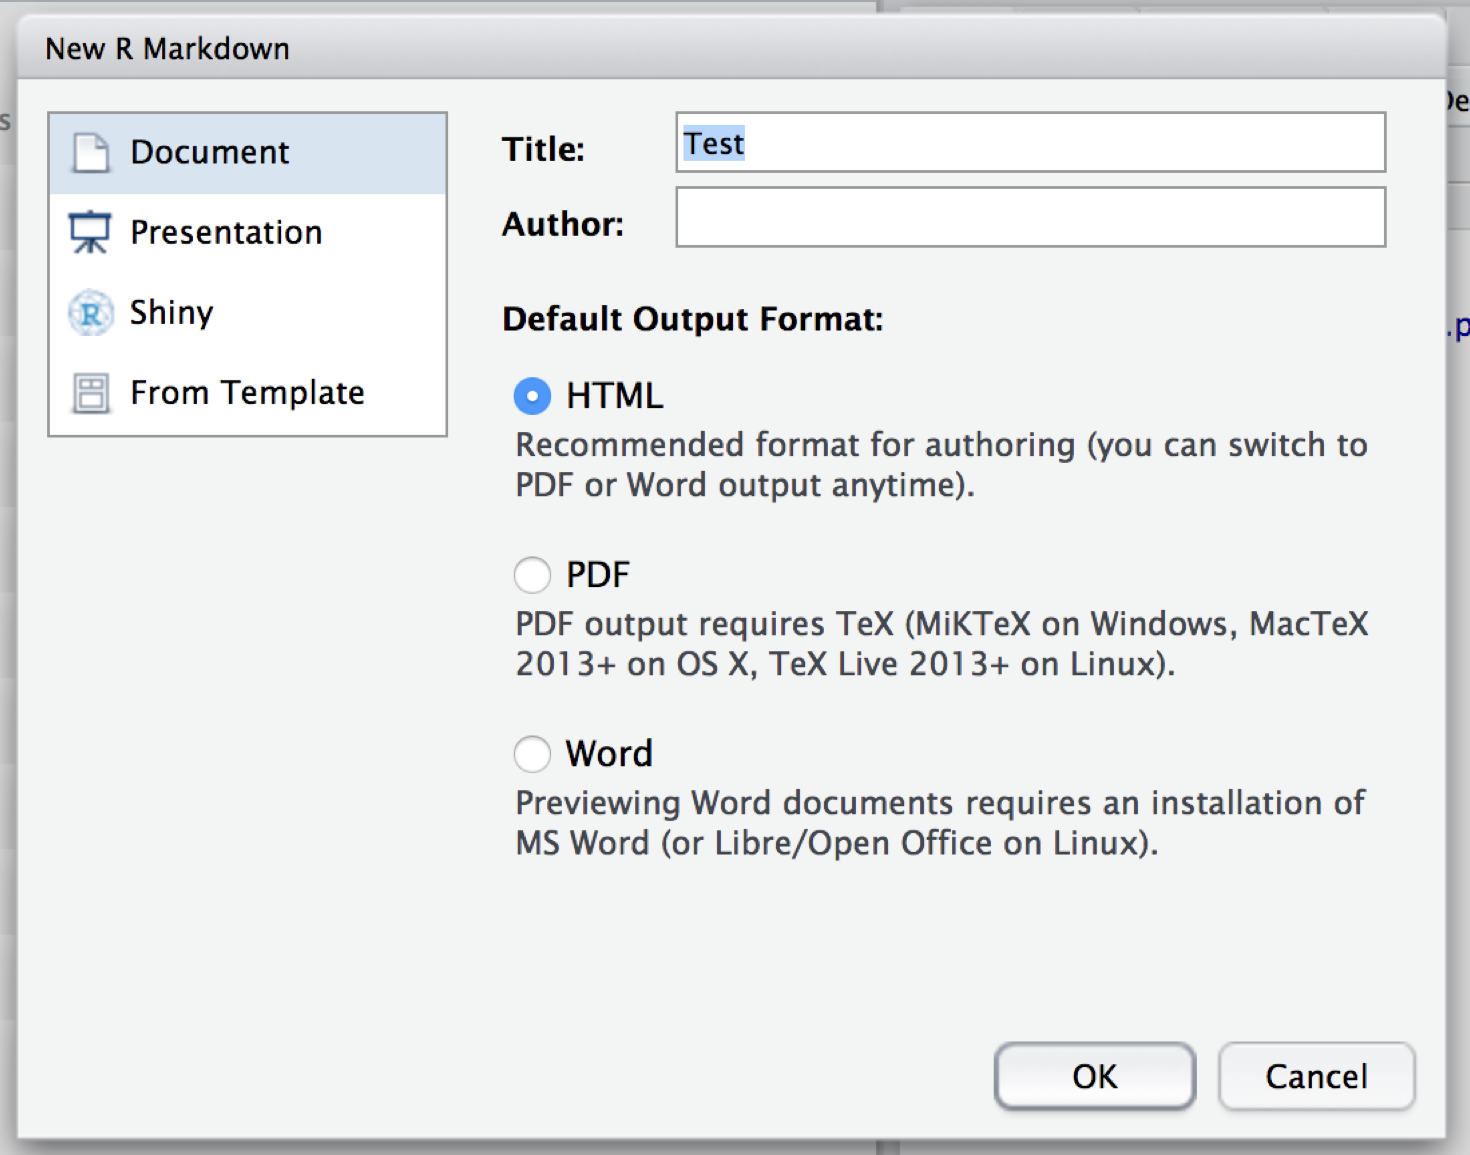 New R Markdown
Document
Presentation
Shiny
From Template
Title: Test
Author:
Default Output Format:
HTML
Recommended format for authoring (you can switch to
PDF or Word output anytime).
PDF
PDF output requires TeX (MiKTeX on Windows, MacTeX
2013+ on OS X, TeX Live 2013+ on Linux).
Word
Previewing Word documents requires an installation of
MS Word (or Libre/Open Office on Linux).
OK Cancel